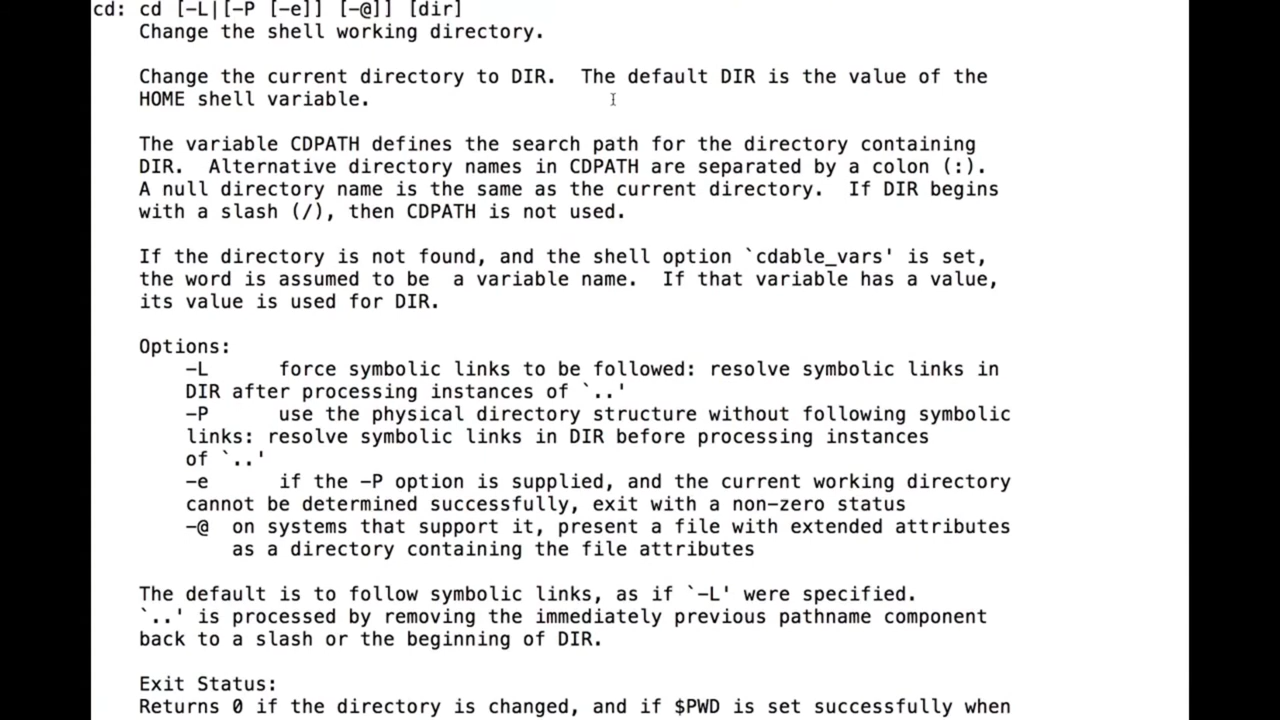 cd: cd [-L|[-P [-e]] [-@]] [dir]
Change the shell working directory.
Change the current directory to DIR.  The default DIR is the value of the
HOME shell variable.
The variable CDPATH defines the search path for the directory containing
DIR.  Alternative directory names in CDPATH are separated by a colon (:).
A null directory name is the same as the current directory.  If DIR begins
with a slash (/), then CDPATH is not used.
If the directory is not found, and the shell option `cdable_vars' is set,
the word is assumed to be  a variable name.  If that variable has a value,
its value is used for DIR.
Options:
-L      force symbolic links to be followed: resolve symbolic links in
DIR after processing instances of `..'
-P      use the physical directory structure without following symbolic
links: resolve symbolic links in DIR before processing instances
of `..'
-e      if the -P option is supplied, and the current working directory
cannot be determined successfully, exit with a non-zero status
-@  on systems that support it, present a file with extended attributes
as a directory containing the file attributes
The default is to follow symbolic links, as if `-L' were specified.
`..' is processed by removing the immediately previous pathname component
back to a slash or the beginning of DIR.
Exit Status:
Returns 0 if the directory is changed, and if $PWD is set successfully when